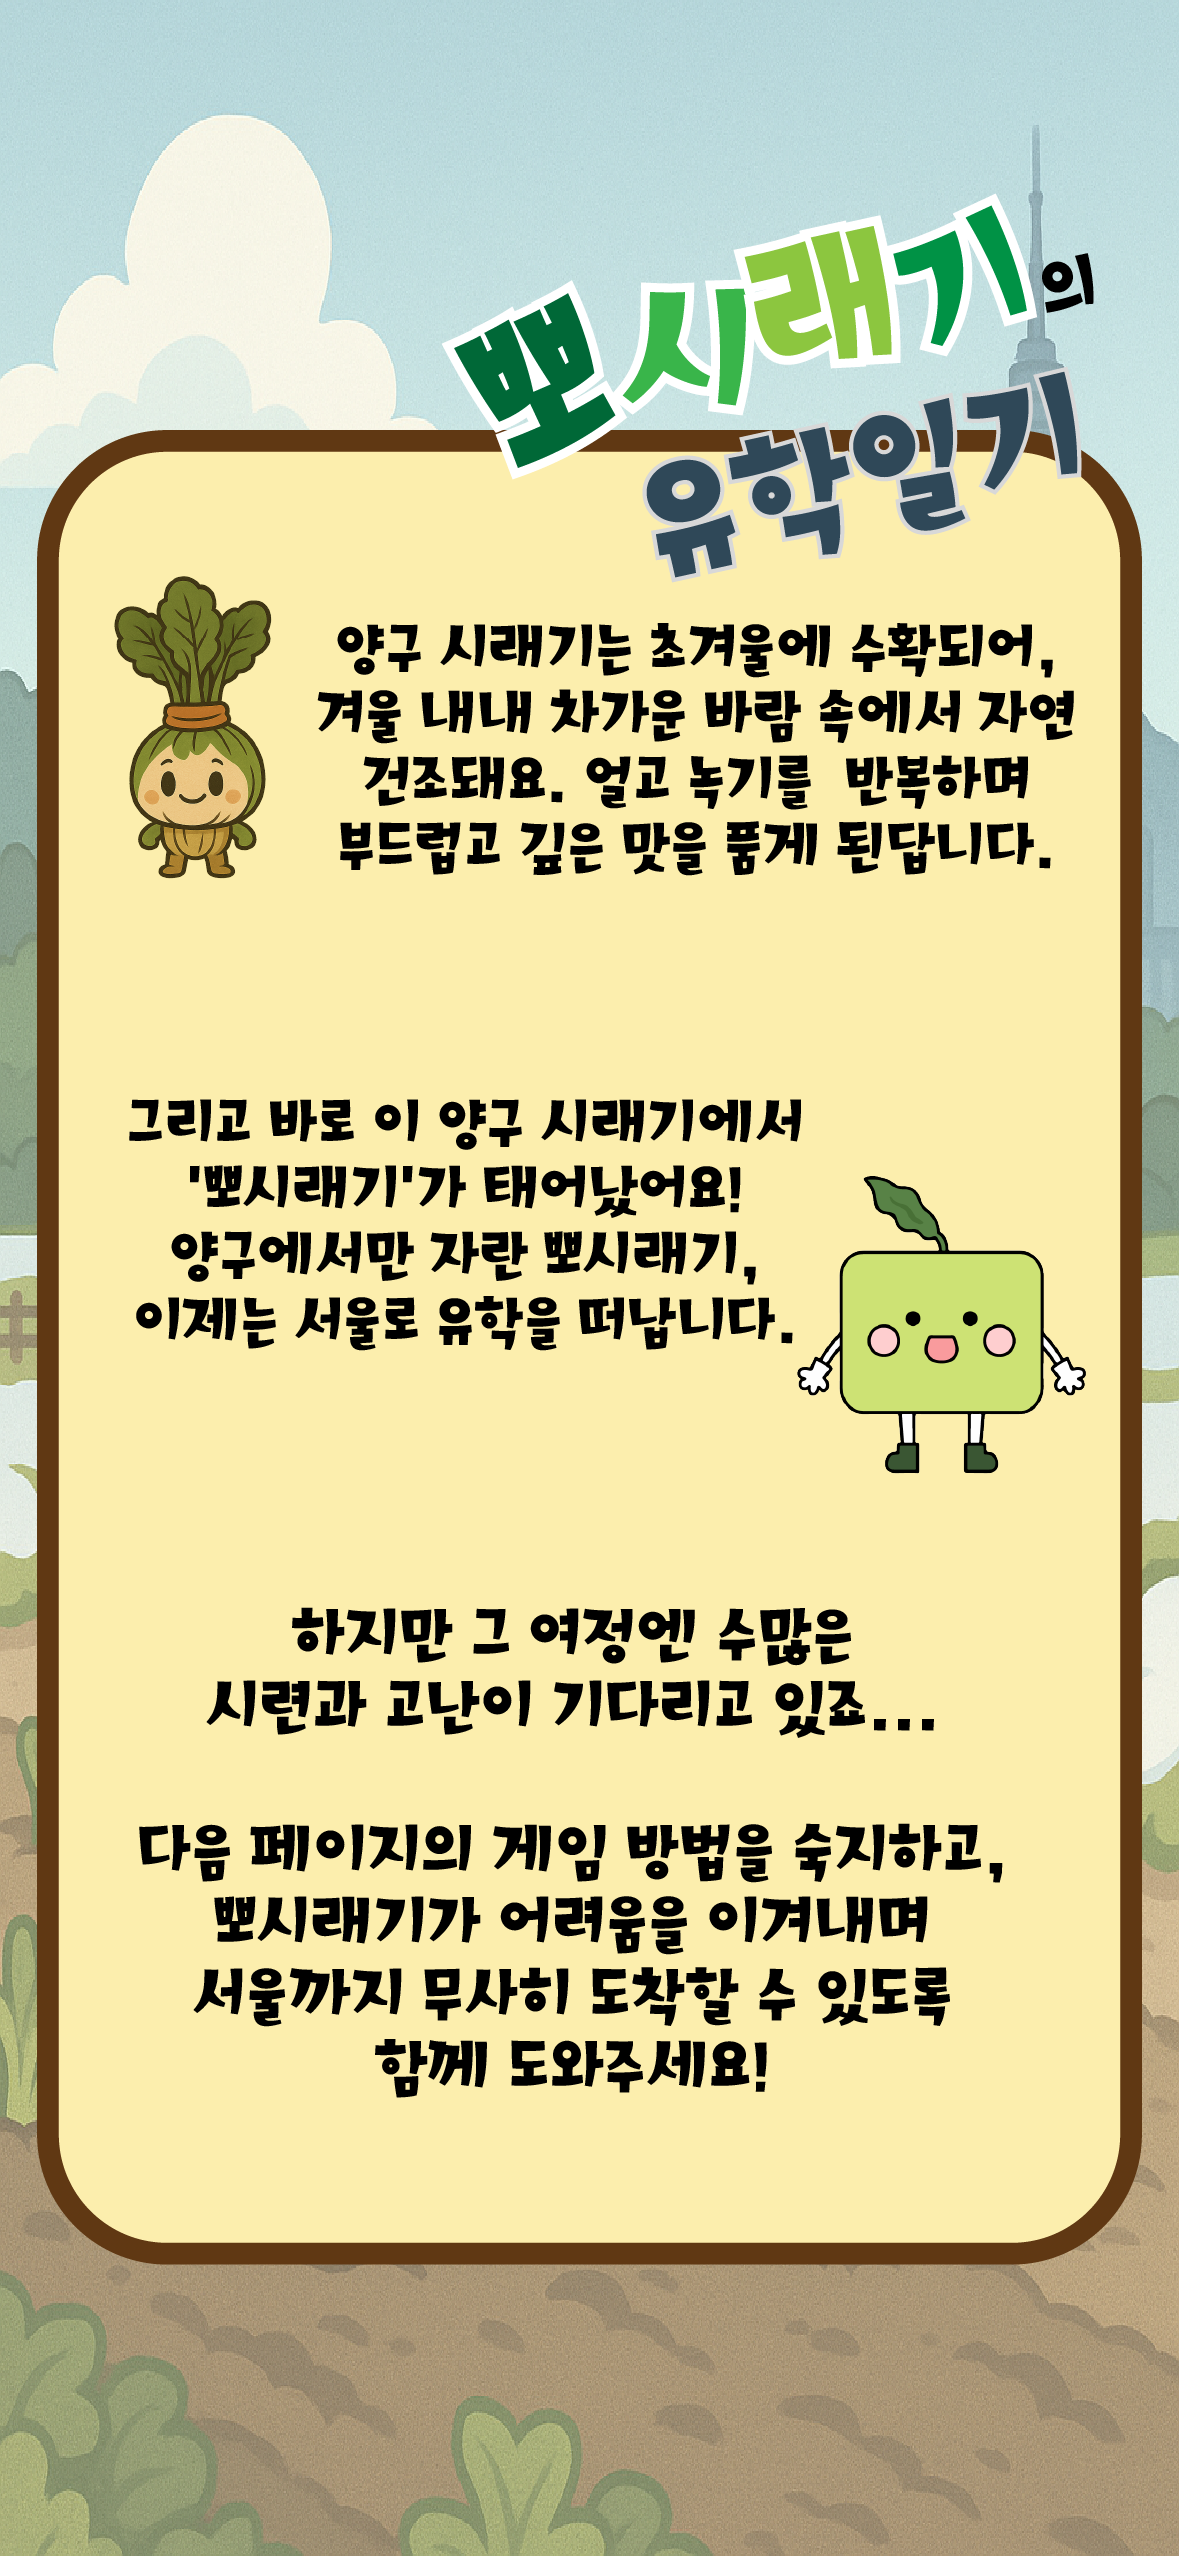 뽀시래기의
유학일기
양구 시래기는 초겨울에 수확되어,
겨울 내내 차가운 바람 속에서 자연
건조돼요. 얼고 녹기를 반복하며
부드럽고 깊은 맛을 품게 된답니다.
그리고 바로 이 양구 시래기에서
'뽀시래기'가 태어났어요!
양구에서만 자란 뽀시래기,
이제는 서울로 유학을 떠납니다.
하지만 그 여정엔 수많은
시련과 고난이 기다리고 있죠...
다음 페이지의 게임 방법을 숙지하고,
뽀시래기가 어려움을 이겨내며
서울까지 무사히 도착할 수 있도록
함께 도와주세요!